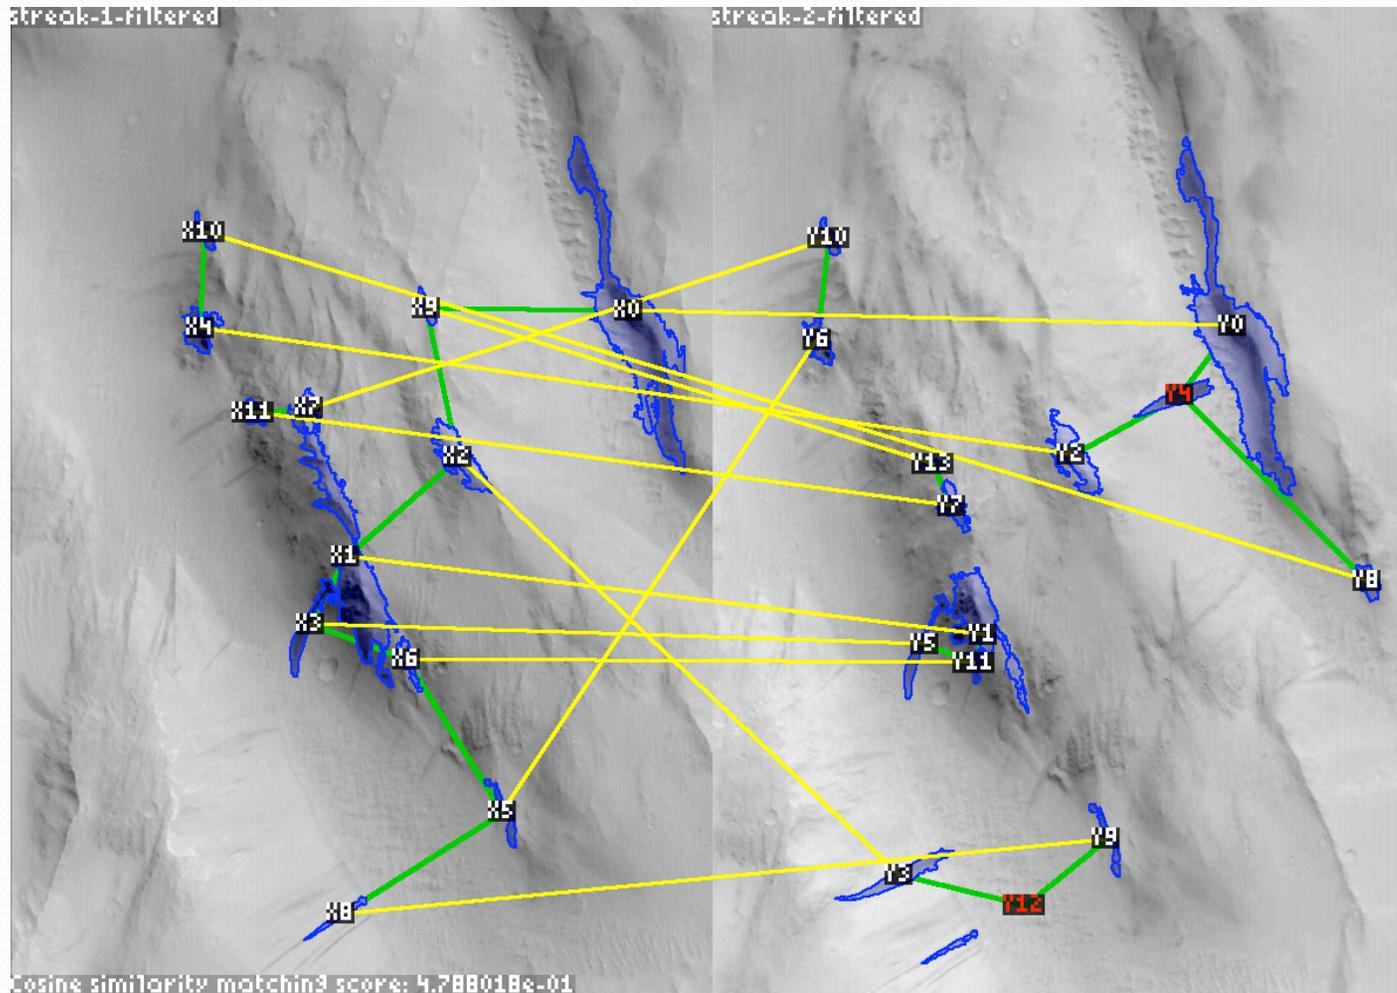 streak-1-filtered
streak-2-filtered
X10
Y10
X9
X0
Y0
X4
Y6
X11
X7
Y4
X2
Y2
Y13
Y7
X1
Y8
X3
Y1
Y5
X6
Y11
X5
Y9
Y3
X8
Y12
Cosine similarity matching score: 4.788018e-01